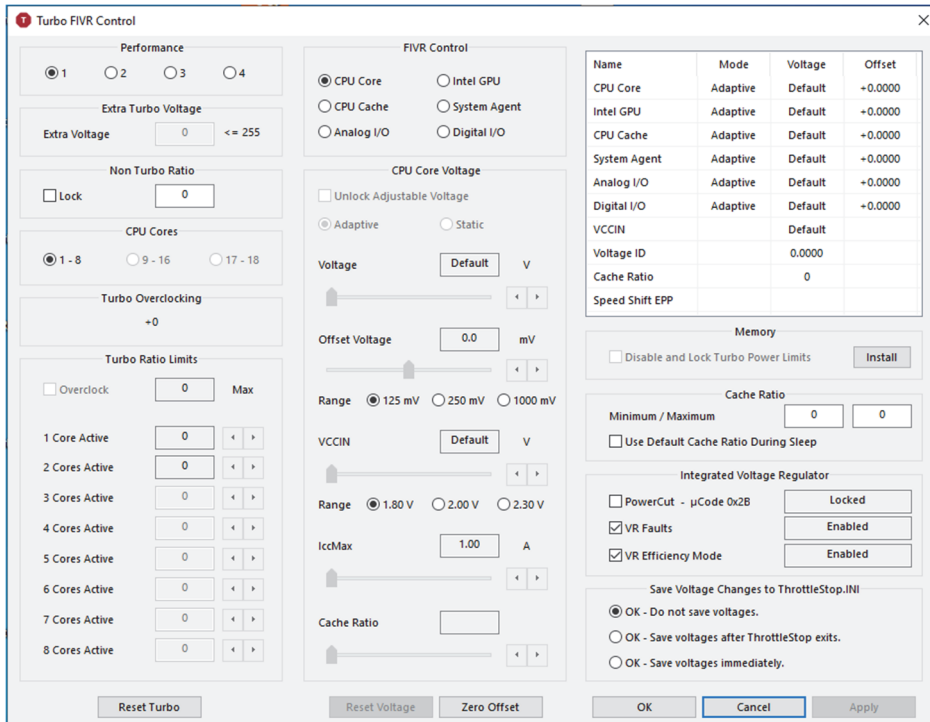 T Turbo FIVR Control
Performance
1 2 3 4
Extra Turbo Voltage
Extra Voltage 0 <= 255
Non Turbo Ratio
Lock 0
CPU Cores
1 - 8 9 - 16 17 - 18
Turbo Overclocking
+0
Turbo Ratio Limits
Overclock 0 Max
1 Core Active 0
2 Cores Active 0
3 Cores Active 0
4 Cores Active 0
5 Cores Active 0
6 Cores Active 0
7 Cores Active 0
8 Cores Active 0
Reset Turbo
FIVR Control
CPU Core Intel GPU
CPU Cache System Agent
Analog I/O Digital I/O
CPU Core Voltage
Unlock Adjustable Voltage
Adaptive Static
Voltage Default V
Offset Voltage 0.0 mV
Range 125 mV 250 mV 1000 mV
VCCIN Default V
Range 1.80 V 2.00 V 2.30 V
IccMax 1.00 A
Cache Ratio
Reset Voltage Zero Offset
Name Mode Voltage Offset
CPU Core Adaptive Default +0.0000
Intel GPU Adaptive Default +0.0000
CPU Cache Adaptive Default +0.0000
System Agent Adaptive Default +0.0000
Analog I/O Adaptive Default +0.0000
Digital I/O Adaptive Default +0.0000
VCCIN Default
Voltage ID 0.0000
Cache Ratio 0
Speed Shift EPP
Memory
Disable and Lock Turbo Power Limits Install
Cache Ratio
Minimum / Maximum 0 0
Use Default Cache Ratio During Sleep
Integrated Voltage Regulator
PowerCut - µCode 0x2B Locked
VR Faults Enabled
VR Efficiency Mode Enabled
Save Voltage Changes to ThrottleStop.INI
OK - Do not save voltages.
OK - Save voltages after ThrottleStop exits.
OK - Save voltages immediately.
OK Cancel Apply